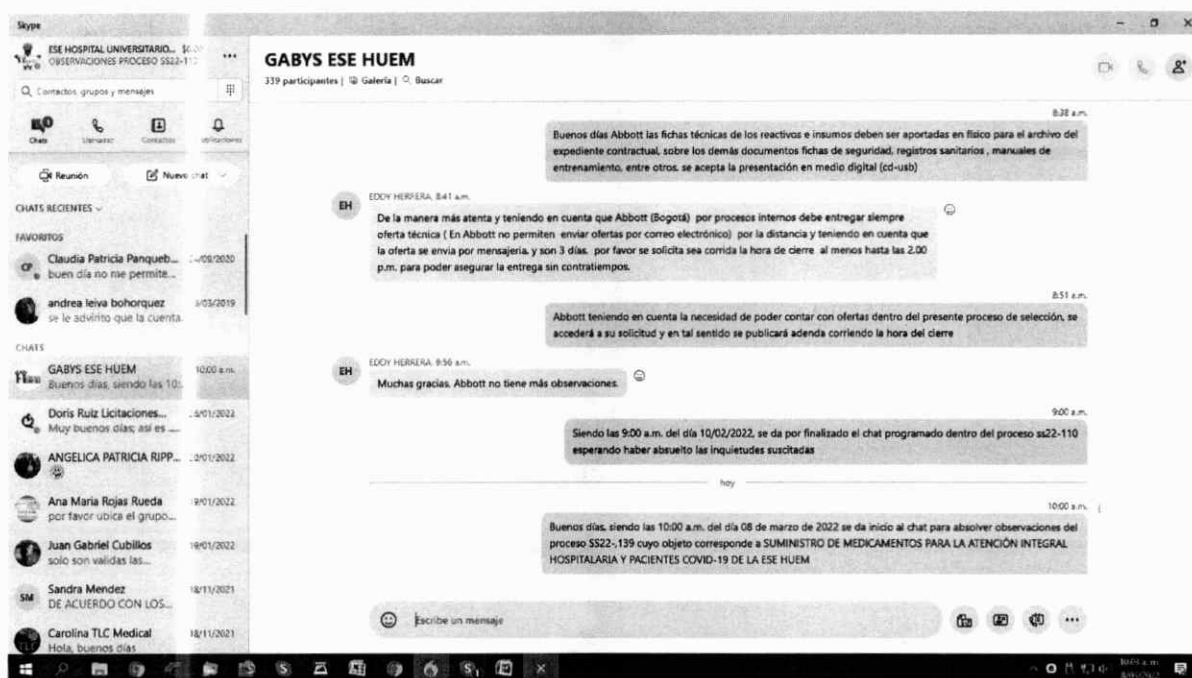 Skype
ESE HOSPITAL UNIVERSITARIO...
OBSERVACIONES PROCESO SS22-11
Contactos, grupos y mensajes
Chats
Llamadas
Contactos
Reunión
Nuevo chat
CHATS RECIENTES
FAVORITOS
CP
Claudia Patricia Panqueb...
buen día no me permite...
andrea leiva bohorquez
se le advirito que la cuenta
CHATS
GABYS ESE HUEM 10:00 a.m.
Buenos días, siendo las 10:
Doris Ruiz Licitaciones...
Muy buenos días; así es
ANGELICA PATRICIA RIPP...
Ana Maria Rojas Rueda 19/01/2022
por favor ubica el grupo...
Juan Gabriel Cubillos 19/01/2022
solo son validas las...
SM
Sandra Mendez 18/11/2021
DE ACUERDO CON LOS...
Carolina TLC Medical 18/11/2021
Hola, buenos días
GABYS ESE HUEM
339 participantes | Galería | Buscar
8:38 a.m.
Buenos días Abbott las fichas técnicas de los reactivos e insumos deben ser aportadas en físico para el archivo del
expediente contractual, sobre los demás documentos fichas de seguridad, registros sanitarios , manuales de
entrenamiento, entre otros, se acepta la presentación en medio digital (cd-usb)
EH
EDDY HERRERA, 8:41 a.m.
De la manera más atenta y teniendo en cuenta que Abbott (Bogotá) por procesos internos debe entregar siempre
oferta técnica ( En Abbott no permiten enviar ofertas por correo electrónico) por la distancia y teniendo en cuenta que
la oferta se envia por mensajeria, y son 3 días, por favor se solicita sea corrida la hora de cierre al menos hasta las 2.00
p.m. para poder asegurar la entrega sin contratiempos.
8:51 a.m.
Abbott teniendo en cuenta la necesidad de poder contar con ofertas dentro del presente proceso de selección, se
accederá a su solicitud y en tal sentido se publicará adenda corriendo la hora del cierre
EH
EDDY HERRERA, 9:56 a.m.
Muchas gracias, Abbott no tiene más observaciones.
9:00 a.m.
Siendo las 9:00 a.m. del día 10/02/2022, se da por finalizado el chat programado dentro del proceso ss22-110
esperando haber absuelto las inquietudes suscitadas
hoy
10:00 a.m.
Buenos días, siendo las 10:00 a.m. del día 08 de marzo de 2022 se da inicio al chat para absolver observaciones del
proceso SS22-,139 cuyo objeto corresponde a SUMINISTRO DE MEDICAMENTOS PARA LA ATENCIÓN INTEGRAL
HOSPITALARIA Y PACIENTES COVID-19 DE LA ESE HUEM
Escribe un mensaje